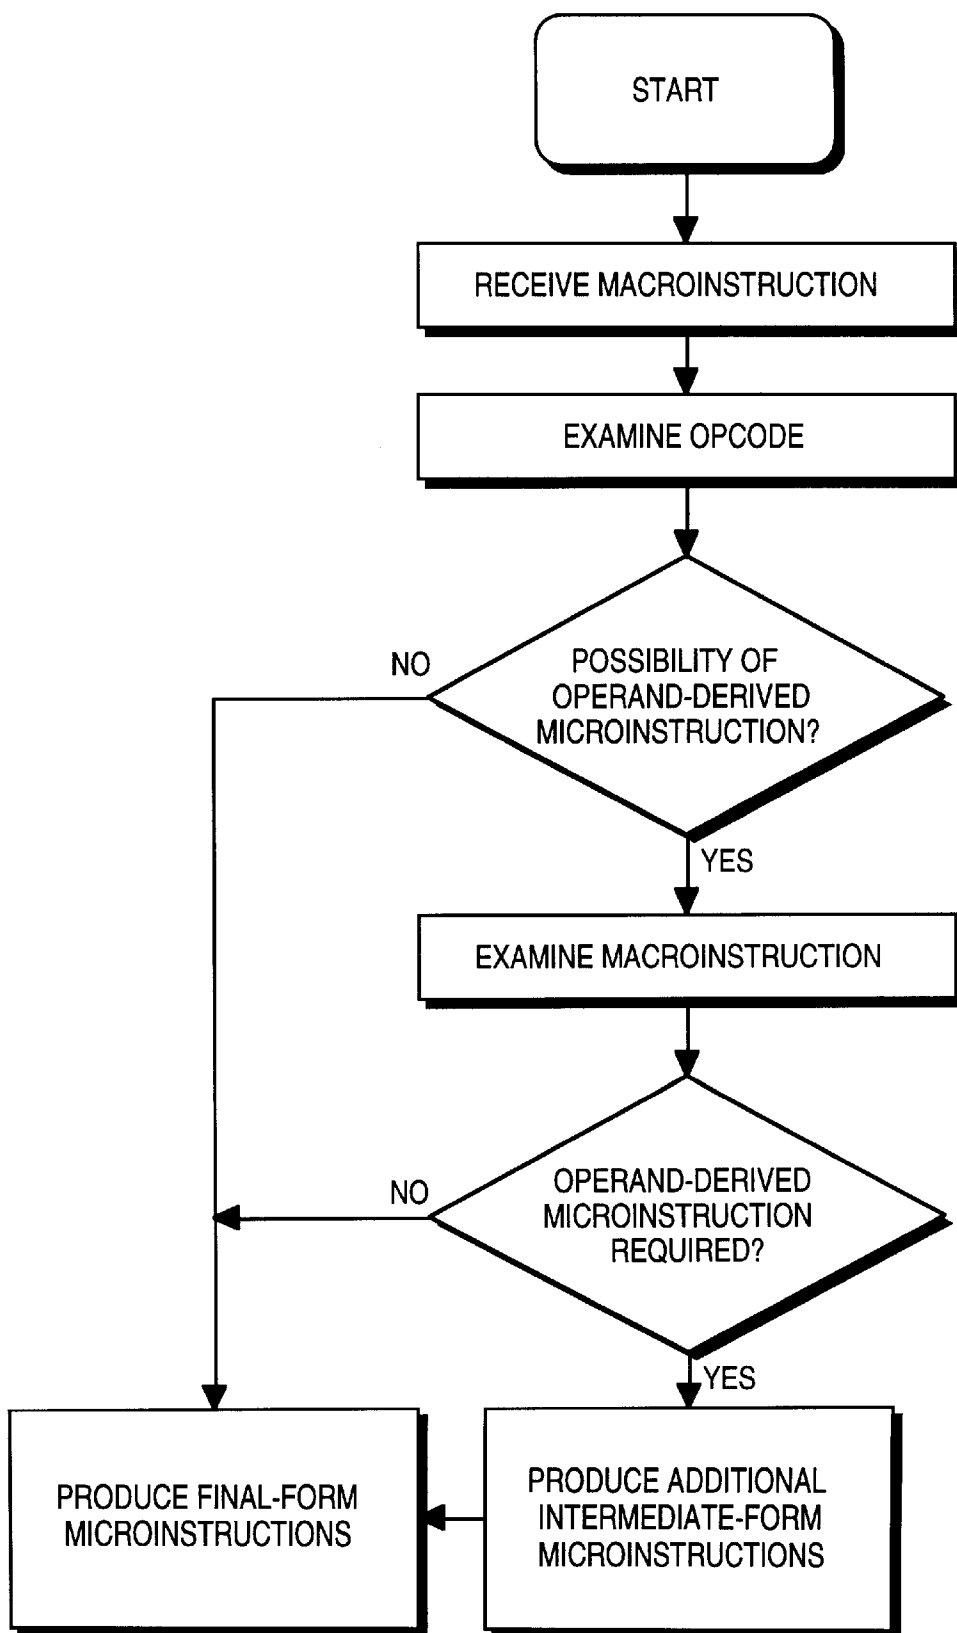 START
RECEIVE MACROINSTRUCTION
EXAMINE OPCODE
NO
POSSIBILITY OF
OPERAND-DERIVED
MICROINSTRUCTION?
YES
EXAMINE MACROINSTRUCTION
NO
OPERAND-DERIVED
MICROINSTRUCTION
REQUIRED?
YES
PRODUCE FINAL-FORM
MICROINSTRUCTIONS
PRODUCE ADDITIONAL
INTERMEDIATE-FORM
MICROINSTRUCTIONS